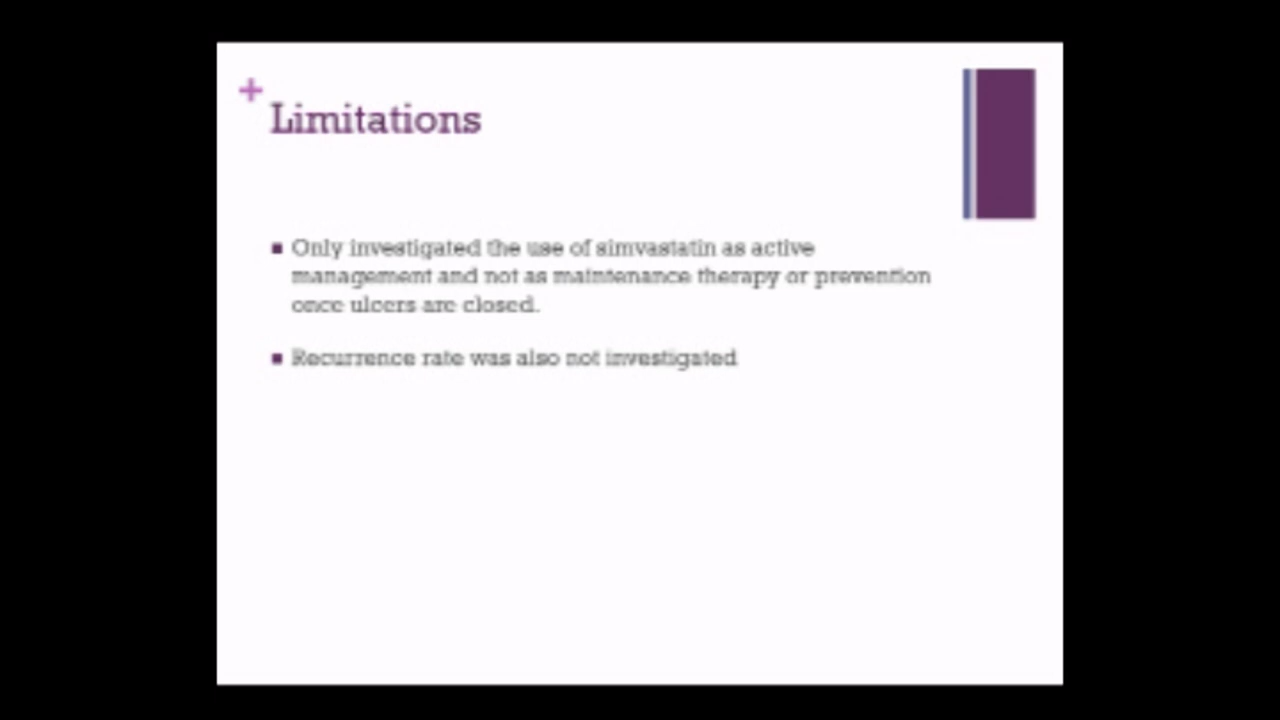 +
Limitations
Only investigated the use of simvastatin as active
management and not as maintenance therapy or prevention
once ulcers are closed.
Recurrence rate was also not investigated